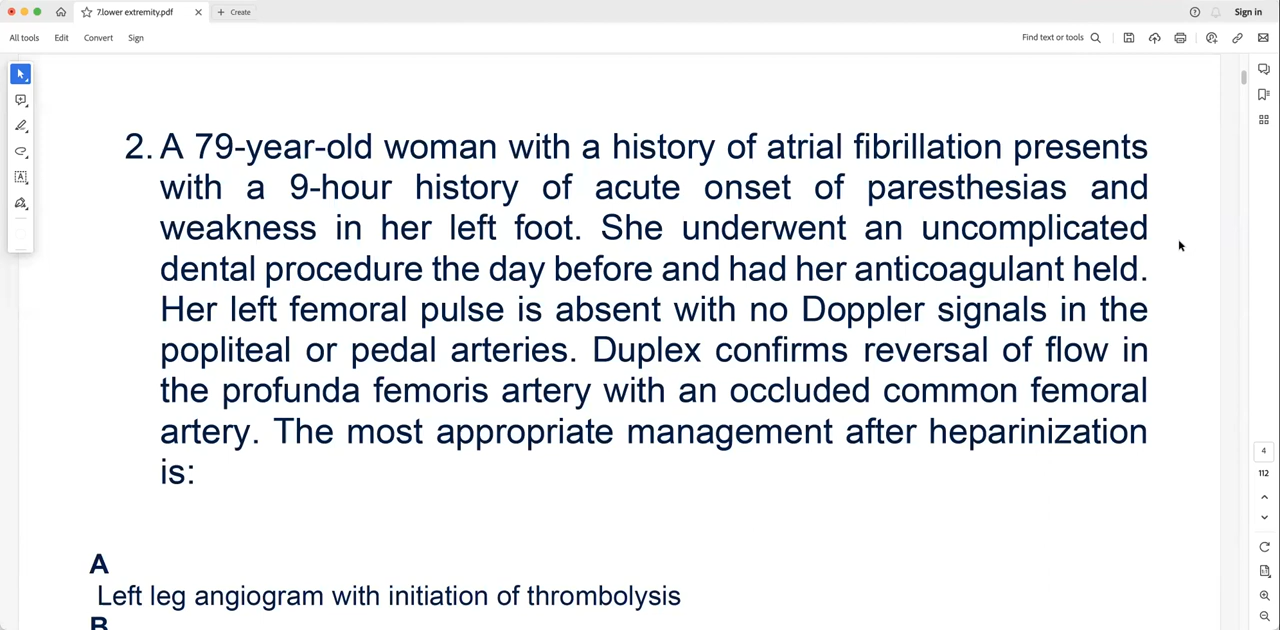 7.lower extremity.pdf
Create
Sign in
All tools Edit Convert Sign
Find text or tools
2. A 79-year-old woman with a history of atrial fibrillation presents
with a 9-hour history of acute onset of paresthesias and
weakness in her left foot. She underwent an uncomplicated
dental procedure the day before and had her anticoagulant held.
Her left femoral pulse is absent with no Doppler signals in the
popliteal or pedal arteries. Duplex confirms reversal of flow in
the profunda femoris artery with an occluded common femoral
artery. The most appropriate management after heparinization
is:
4
112
A
Left leg angiogram with initiation of thrombolysis
B